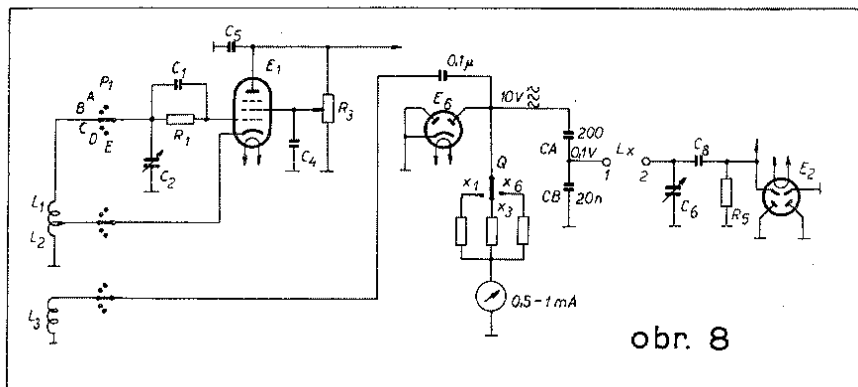 C5
P1
C1
E1
0,1µ
A
B
C
D
E
R1
R3
E6
10V
200
CA
0,1V
Lx
C8
E2
C2
C4
Q
1
2
x1
x6
x3
CB
20n
C6
R5
L1
L2
L3
0,5-1mA
obr. 8